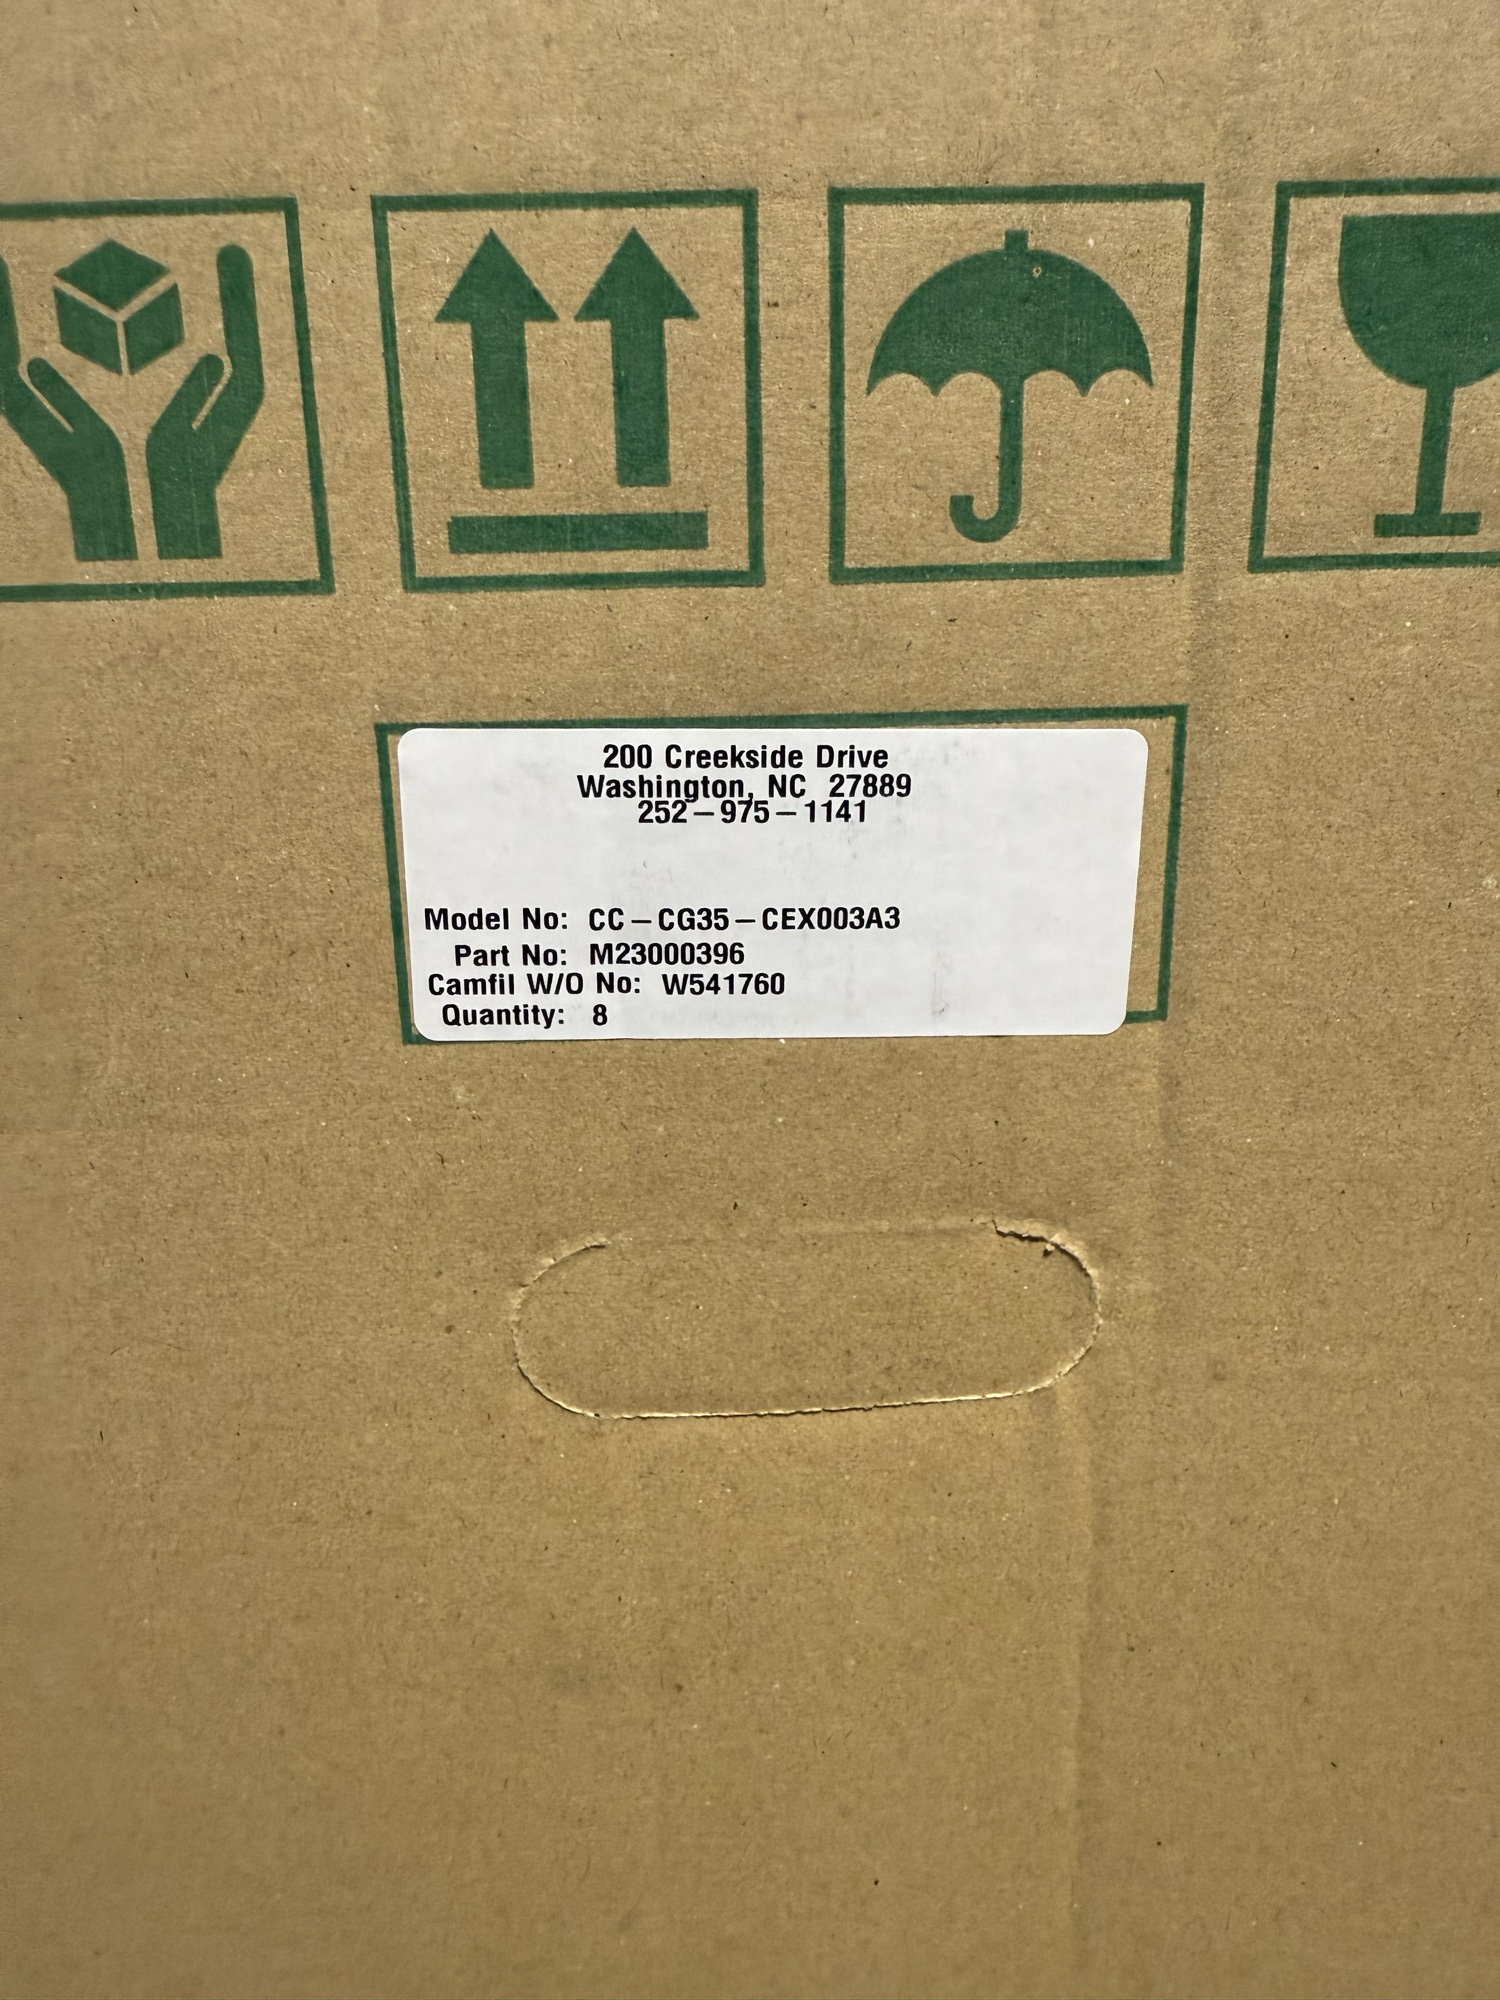 200 Creekside Drive
Washington, NC 27889
252-975-1141
Model No: CC-CG35-CEX003A3
Part No: M23000396
Camfil W/O No: W541760
Quantity: 8